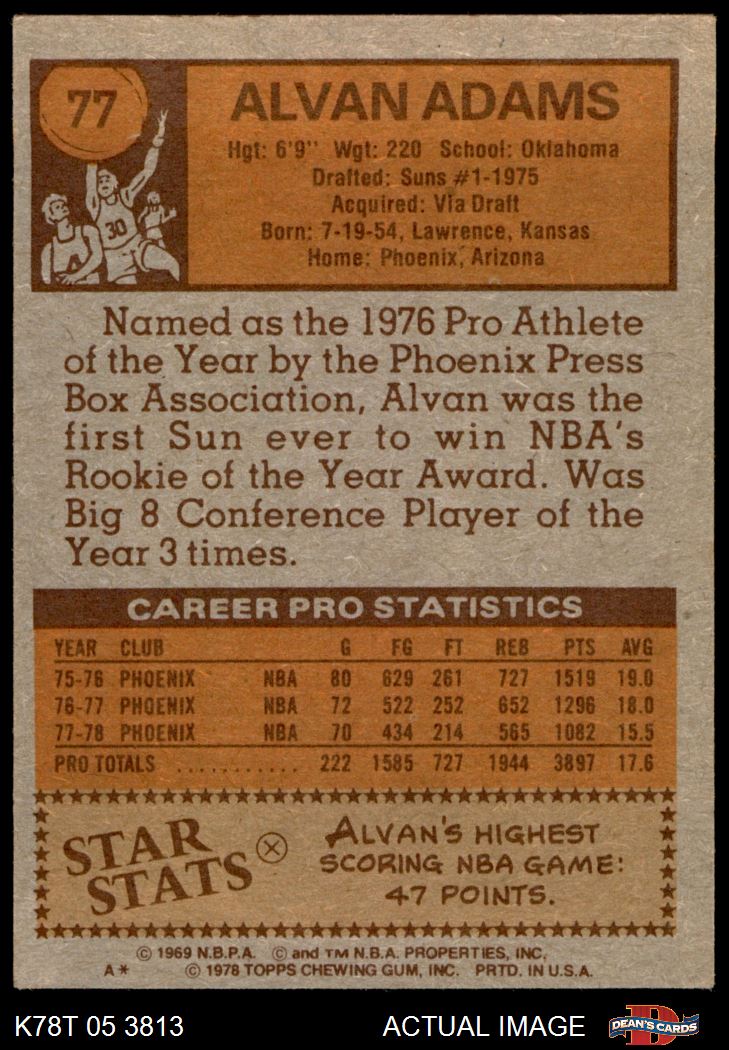 77
ALVAN ADAMS
Hgt: 6'9" Wgt: 220 School: Oklahoma
Drafted: Suns #1-1975
Acquired: Via Draft
Born: 7-19-54, Lawrence, Kansas
Home: Phoenix, Arizona
30
Named as the 1976 Pro Athlete
of the Year by the Phoenix Press
Box Association, Alvan was the
first Sun ever to win NBA's
Rookie of the Year Award. Was
Big 8 Conference Player of the
Year 3 times.
CAREER PRO STATISTICS
YEAR CLUB G FG FT REB PTS AVG
75-76 PHOENIX NBA 80 629 261 727 1519 19.0
76-77 PHOENIX NBA 72 522 252 652 1296 18.0
77-78 PHOENIX NBA 70 434 214 565 1082 15.5
PRO TOTALS ........... 222 1585 727 1944 3897 17.6
STAR STATS
ALVAN'S HIGHEST
SCORING NBA GAME:
47 POINTS.
© 1969 N.B.P.A. © and TM N.B.A. PROPERTIES, INC.
A* © 1978 TOPPS CHEWING GUM, INC. PRTD. IN U.S.A.
K78T 05 3813 ACTUAL IMAGE DEAN'S CARDS